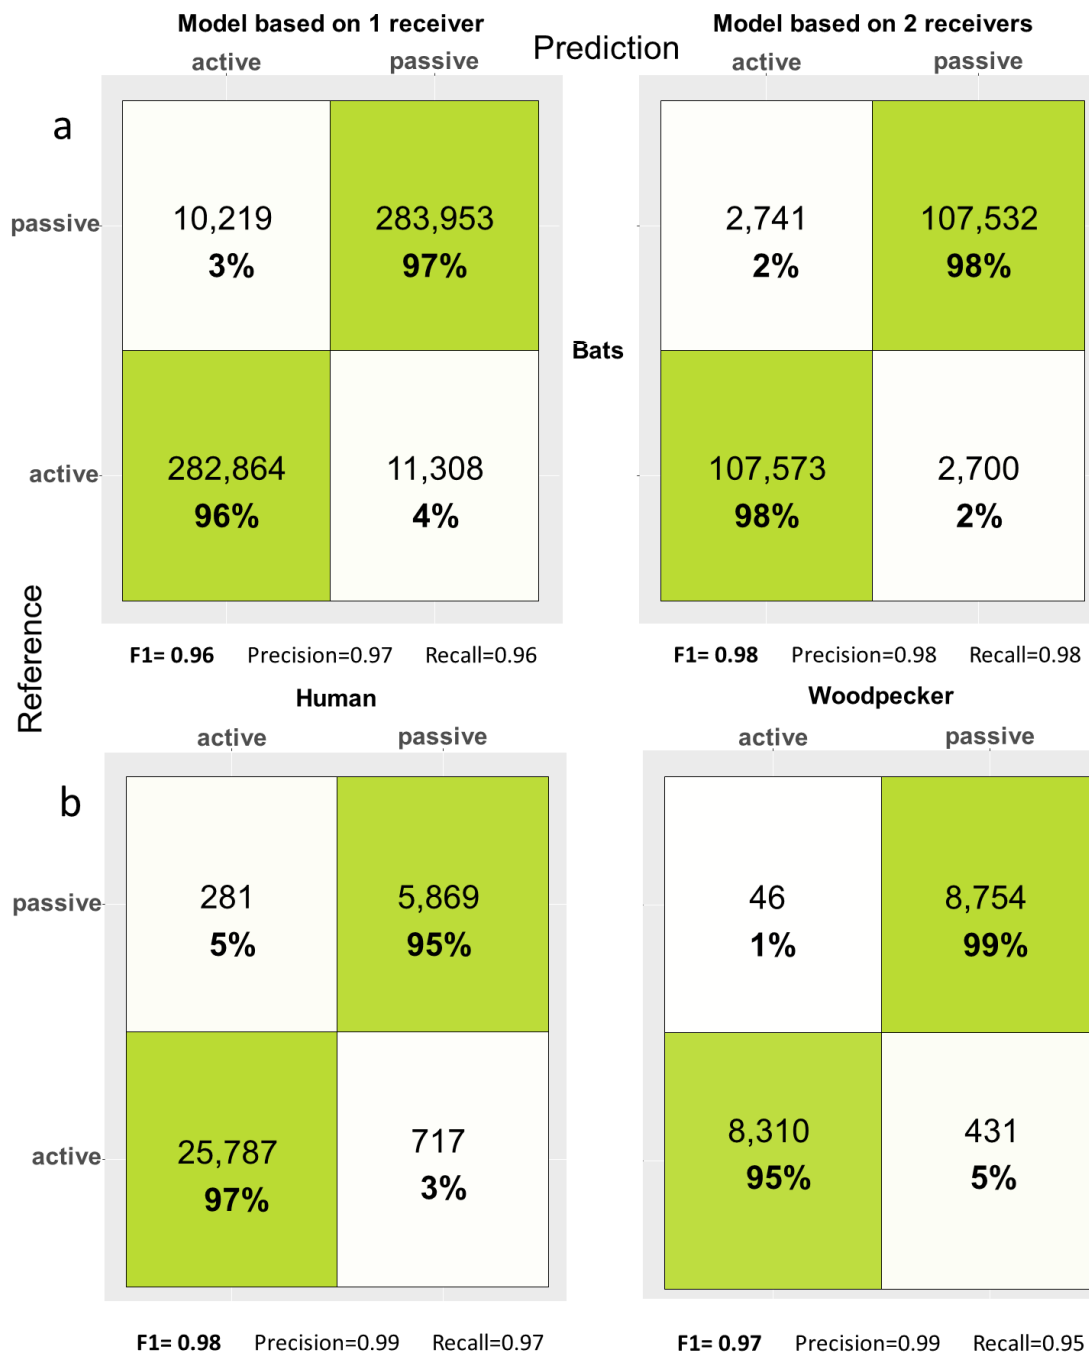 Model based on 1 receiver
Prediction
Model based on 2 receivers
active passive
active passive
a
passive
10,219 283,953
3% 97%
2,741 107,532
2% 98%
Bats
active
282,864 11,308
96% 4%
107,573 2,700
98% 2%
Reference
F1= 0.96 Precision=0.97 Recall=0.96
F1= 0.98 Precision=0.98 Recall=0.98
Human
Woodpecker
active passive
active passive
b
passive
281 5,869
5% 95%
46 8,754
1% 99%
active
25,787 717
97% 3%
8,310 431
95% 5%
F1= 0.98 Precision=0.99 Recall=0.97
F1= 0.97 Precision=0.99 Recall=0.95